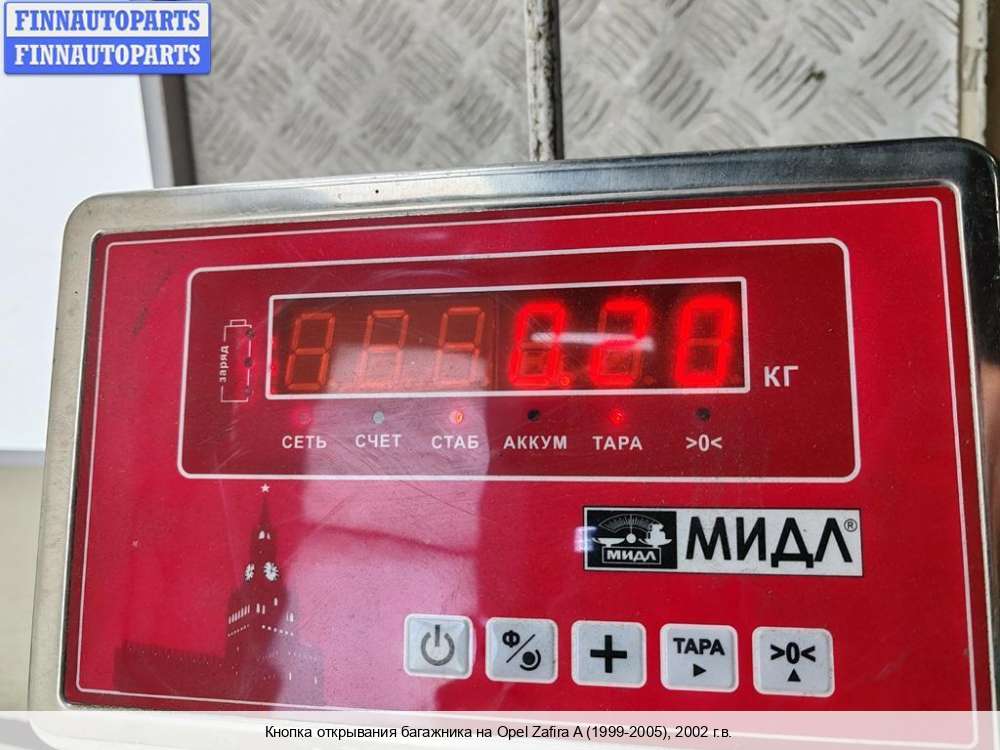 FINNAUTOPARTS
FINNAUTOPARTS
заряд
0.20
КГ
СЕТЬ СЧЕТ СТАБ АККУМ ТАРА >0<
МИДЛ МИДЛ®
Ф/ + ТАРА >0<
Кнопка открывания багажника на Opel Zafira A (1999-2005), 2002 г.в.